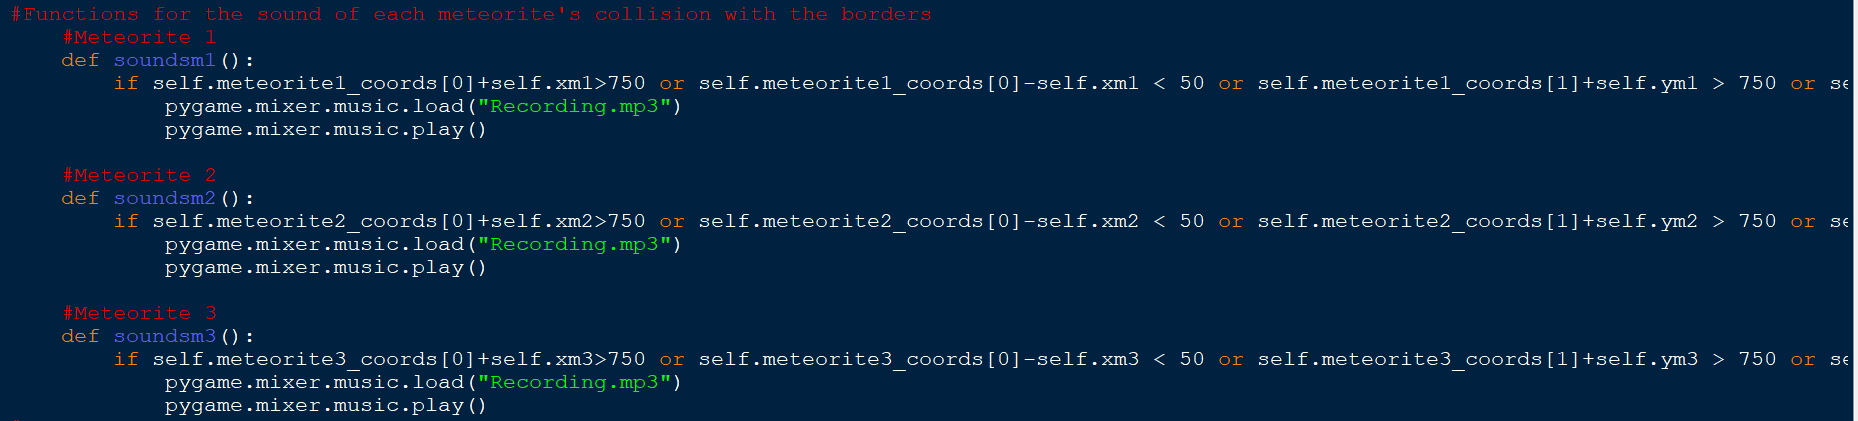 #Functions for the sound of each meteorite's collision with the borders
#Meteorite 1
def soundsm1():
if self.meteorite1_coords[0]+self.xm1>750 or self.meteorite1_coords[0]-self.xm1 < 50 or self.meteorite1_coords[1]+self.ym1 > 750 or se
pygame.mixer.music.load("Recording.mp3")
pygame.mixer.music.play()
#Meteorite 2
def soundsm2():
if self.meteorite2_coords[0]+self.xm2>750 or self.meteorite2_coords[0]-self.xm2 < 50 or self.meteorite2_coords[1]+self.ym2 > 750 or se
pygame.mixer.music.load("Recording.mp3")
pygame.mixer.music.play()
#Meteorite 3
def soundsm3():
if self.meteorite3_coords[0]+self.xm3>750 or self.meteorite3_coords[0]-self.xm3 < 50 or self.meteorite3_coords[1]+self.ym3 > 750 or se
pygame.mixer.music.load("Recording.mp3")
pygame.mixer.music.play()